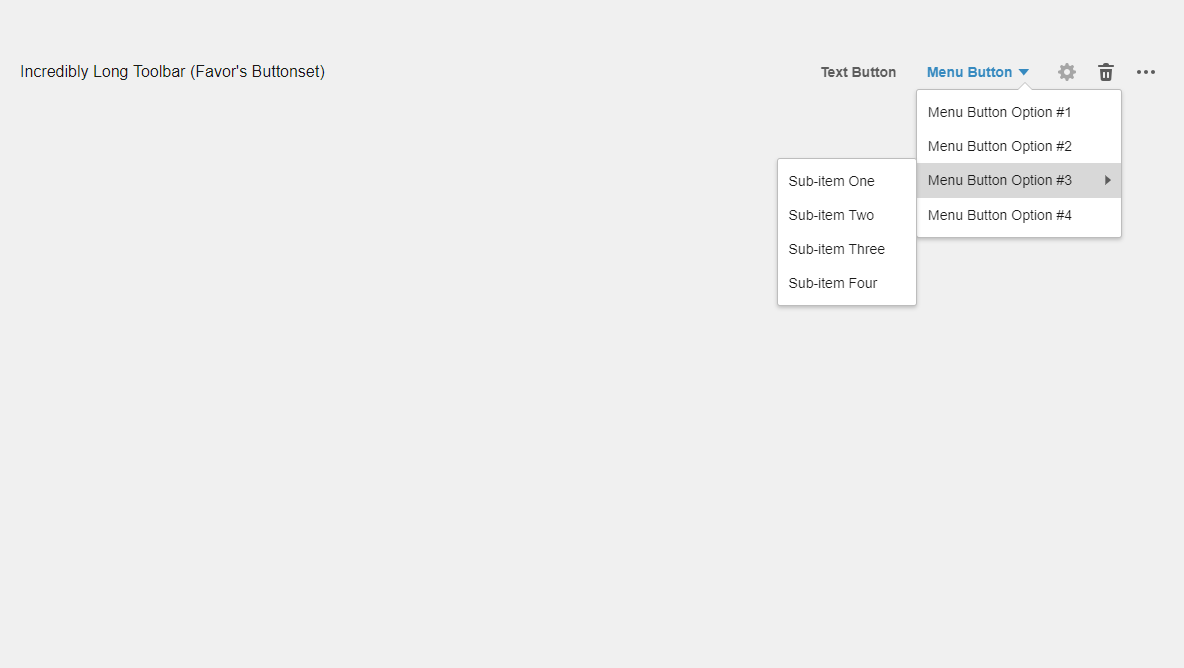 Incredibly Long Toolbar (Favor's Buttonset)
Text Button
Menu Button
Menu Button Option #1
Menu Button Option #2
Menu Button Option #3
Menu Button Option #4
Sub-item One
Sub-item Two
Sub-item Three
Sub-item Four